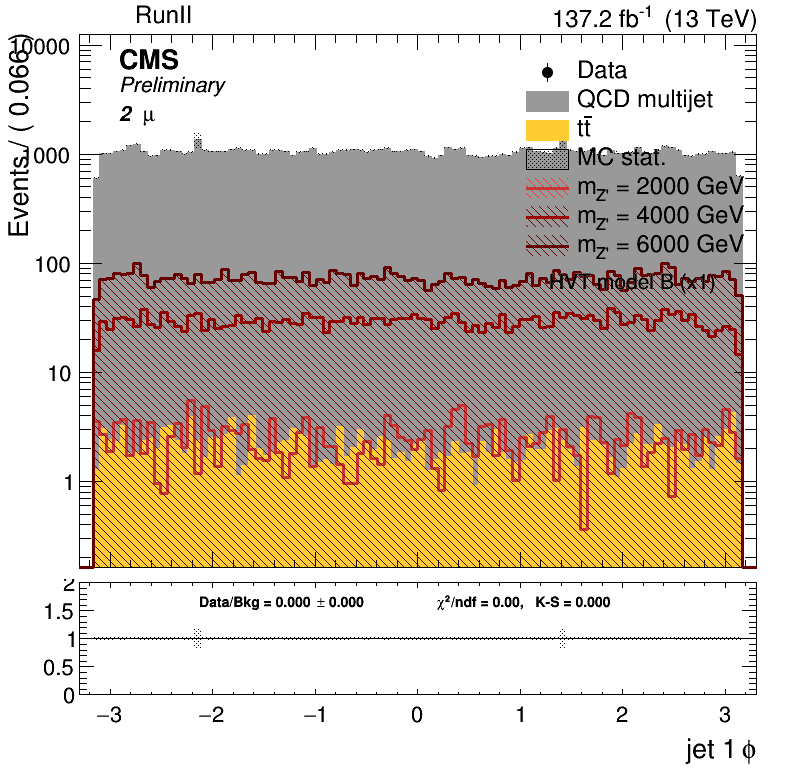 RunII
137.2 fb-1 (13 TeV)
Events / ( 0.066 )
CMS
Preliminary
2 μ
Data
QCD multijet
tt̄
MC stat.
mZ' = 2000 GeV
mZ' = 4000 GeV
mZ' = 6000 GeV
HVT model B (x1)
10000
1000
100
10
1
2
1.5
1
0.5
0
Data/Bkg = 0.000 ± 0.000
χ²/ndf = 0.00, K-S = 0.000
−3 −2 −1 0 1 2 3
jet 1 ϕ